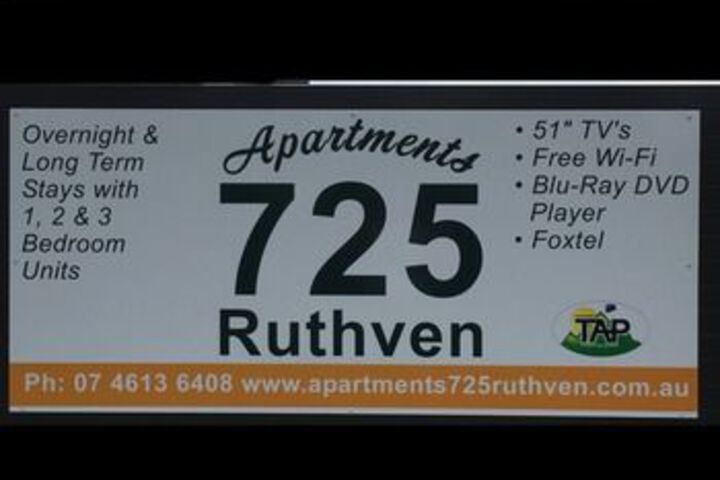 Overnight &
Long Term
Stays with
1, 2 & 3
Bedroom
Units
Apartments
725
Ruthven
• 51" TV's
• Free Wi-Fi
• Blu-Ray DVD
Player
• Foxtel
TAP
Ph: 07 4613 6408 www.apartments725ruthven.com.au